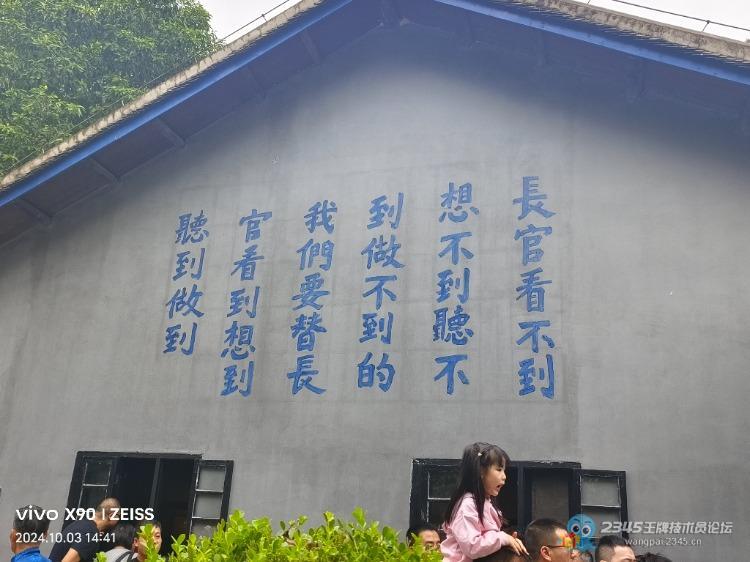 長官看不到
想不到聽不
到做不到的
我們要替長
官看到想到
聽到做到
vivo X90 | ZEISS
2024.10.03 14:41
2345王牌技术员论坛
wangpai.2345.cn